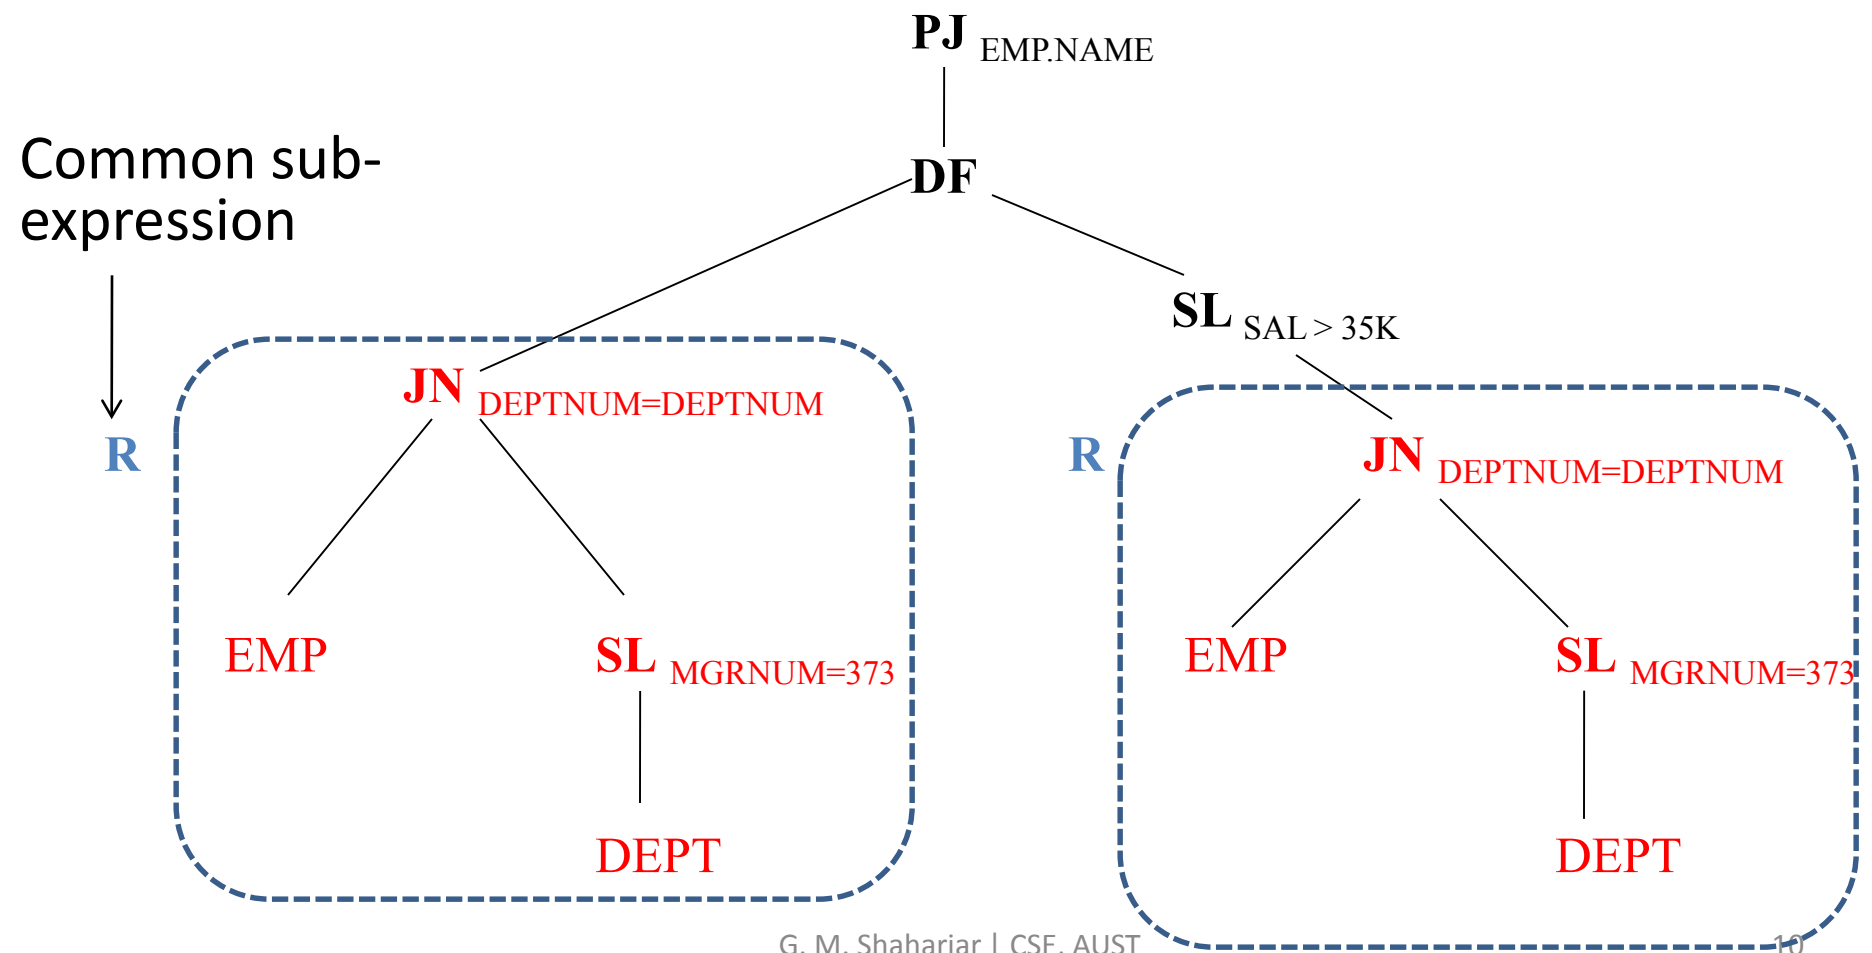 PJ EMP.NAME
Common sub-
expression
DF
SL SAL > 35K
JN DEPTNUM=DEPTNUM
R
R
JN DEPTNUM=DEPTNUM
EMP
SL MGRNUM=373
EMP
SL MGRNUM=373
DEPT
DEPT
G. M. Shahariar | CSE, AUST
10